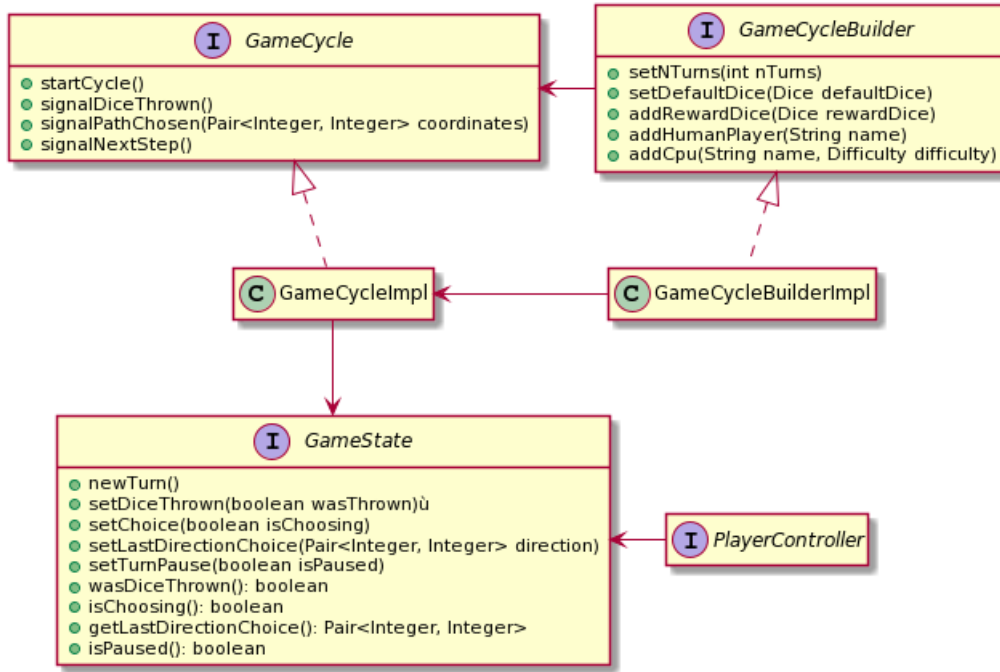 I GameCycle
startCycle()
signalDiceThrown()
signalPathChosen(Pair<Integer, Integer> coordinates)
signalNextStep()
I GameCycleBuilder
setNTurns(int nTurns)
setDefaultDice(Dice defaultDice)
addRewardDice(Dice rewardDice)
addHumanPlayer(String name)
addCpu(String name, Difficulty difficulty)
C GameCycleImpl
C GameCycleBuilderImpl
I GameState
newTurn()
setDiceThrown(boolean wasThrown)ù
setChoice(boolean isChoosing)
setLastDirectionChoice(Pair<Integer, Integer> direction)
setTurnPause(boolean isPaused)
wasDiceThrown(): boolean
isChoosing(): boolean
getLastDirectionChoice(): Pair<Integer, Integer>
isPaused(): boolean
I PlayerController